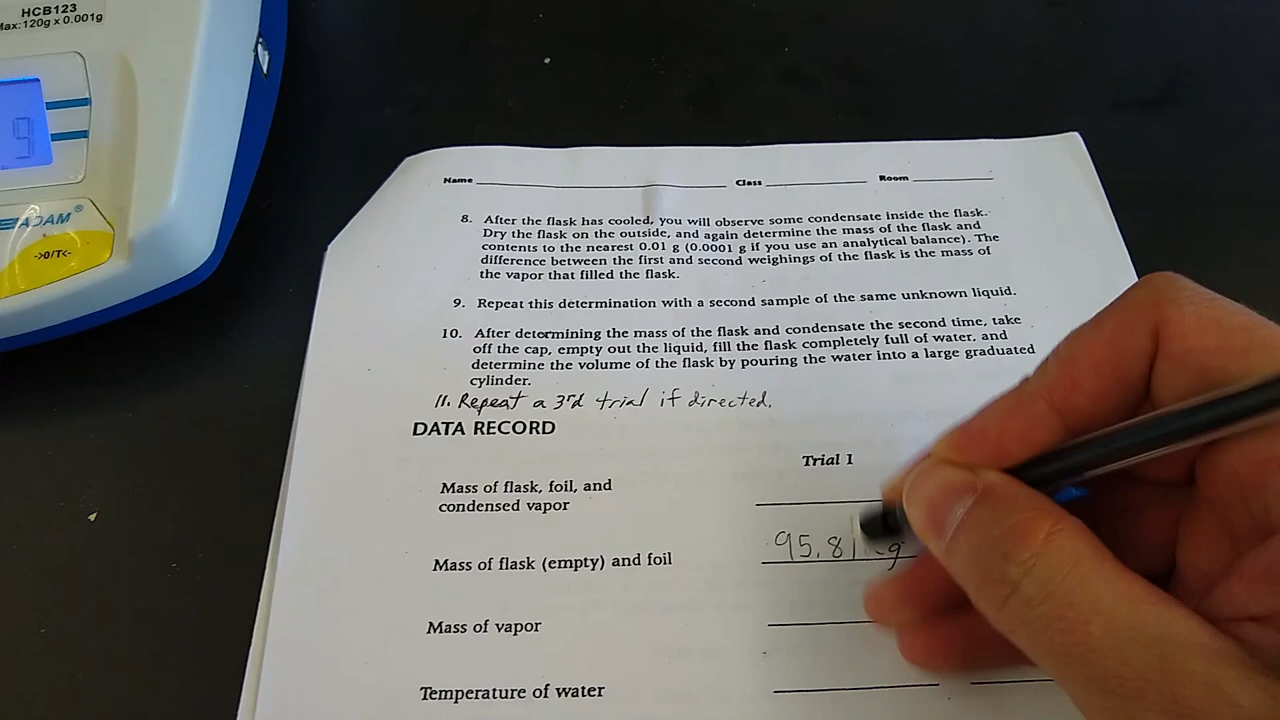 HCB123
Max:120g x 0.001g
g
ADAM®
->0/T<-
Name Class Room
8. After the flask has cooled, you will observe some condensate inside the flask.
Dry the flask on the outside, and again determine the mass of the flask and
contents to the nearest 0.01 g (0.0001 g if you use an analytical balance). The
difference between the first and second weighings of the flask is the mass of
the vapor that filled the flask.
9. Repeat this determination with a second sample of the same unknown liquid.
10. After determining the mass of the flask and condensate the second time, take
off the cap, empty out the liquid, fill the flask completely full of water, and
determine the volume of the flask by pouring the water into a large graduated
cylinder.
11. Repeat a 3rd trial if directed.
DATA RECORD
Trial 1
Mass of flask, foil, and
condensed vapor
Mass of flask (empty) and foil g
Mass of vapor
Temperature of water